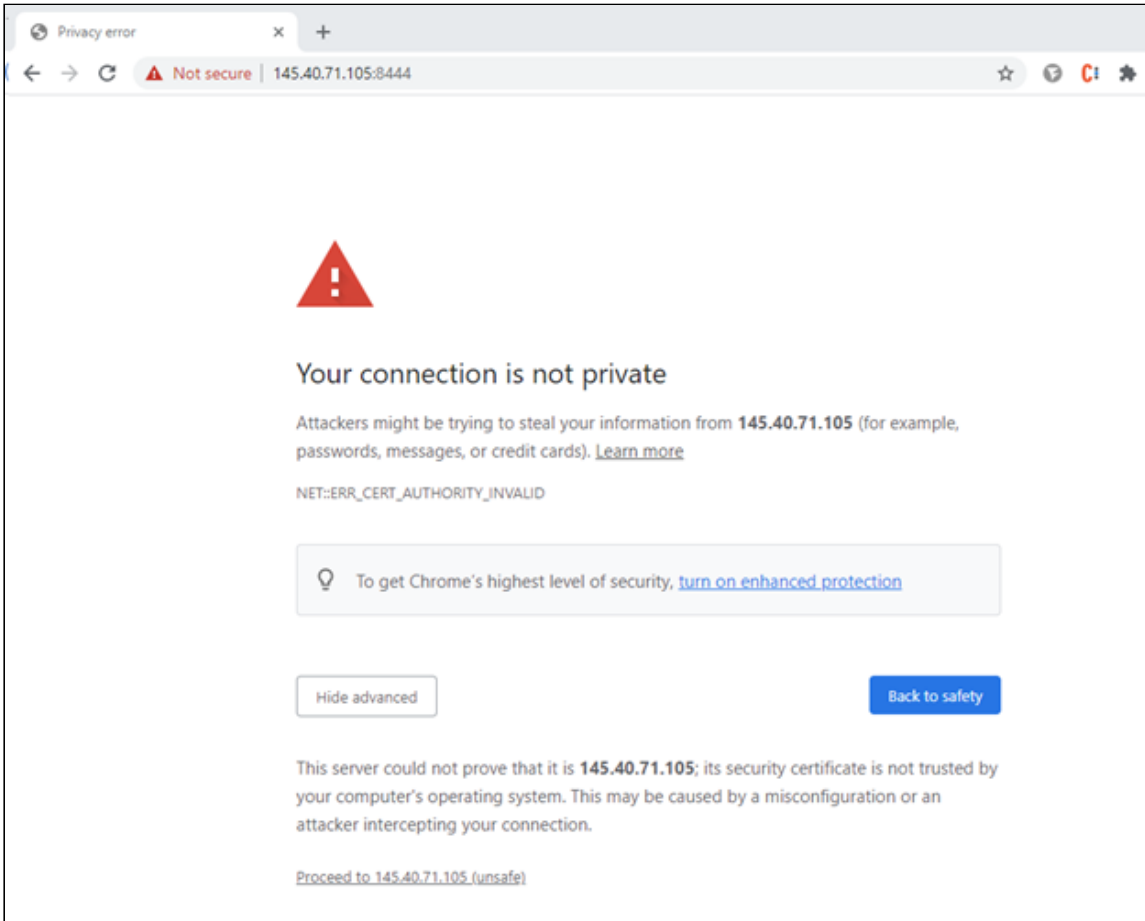 Privacy error
Not secure | 145.40.71.105:8444
Your connection is not private
Attackers might be trying to steal your information from 145.40.71.105 (for example,
passwords, messages, or credit cards). Learn more
NET::ERR_CERT_AUTHORITY_INVALID
To get Chrome's highest level of security, turn on enhanced protection
Hide advanced
Back to safety
This server could not prove that it is 145.40.71.105; its security certificate is not trusted by
your computer's operating system. This may be caused by a misconfiguration or an
attacker intercepting your connection.
Proceed to 145.40.71.105 (unsafe)